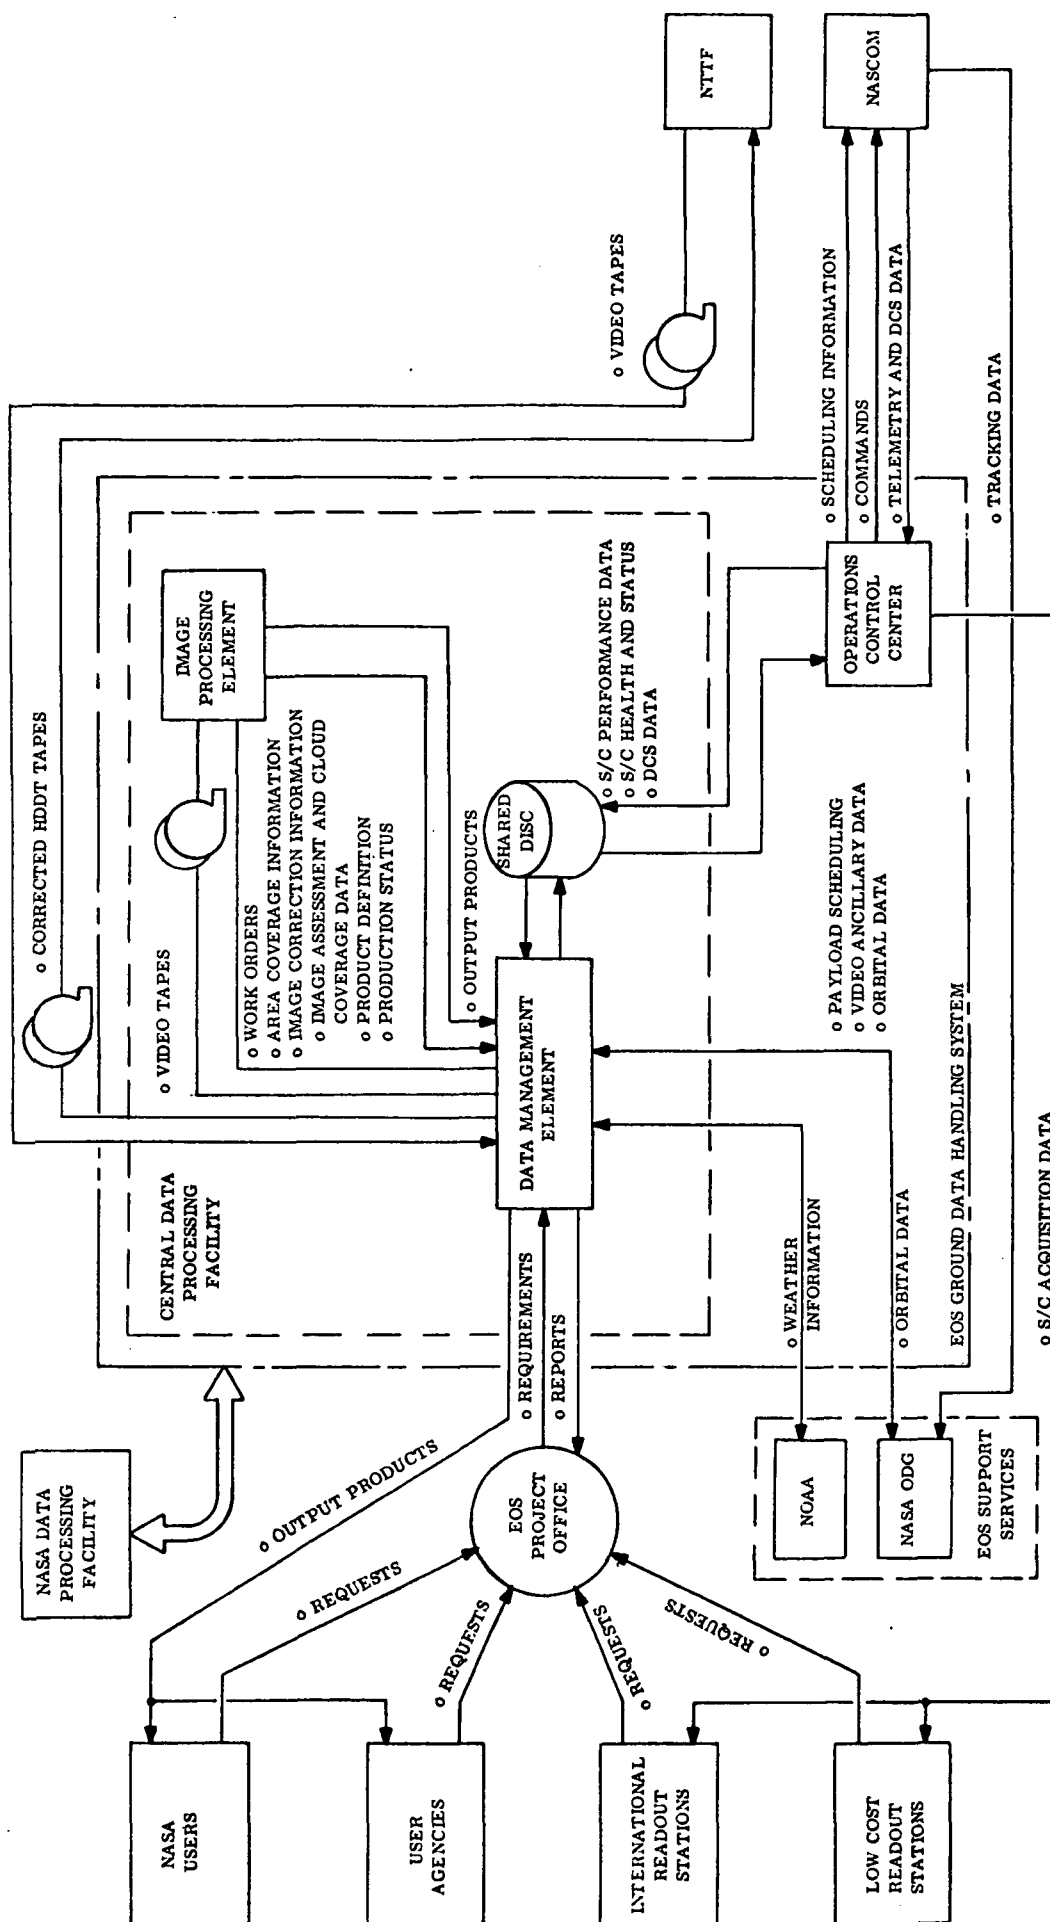 NASA DATA
PROCESSING
FACILITY
NASA
USERS
USER
AGENCIES
INTERNATIONAL
READOUT
STATIONS
LOW COST
READOUT
STATIONS
o OUTPUT PRODUCTS
o REQUESTS
o REQUESTS
o REQUESTS
o REQUESTS
EOS
PROJECT
OFFICE
o REQUIREMENTS
o REPORTS
NOAA
NASA ODG
EOS SUPPORT
SERVICES
CENTRAL DATA
PROCESSING
FACILITY
o CORRECTED HDDT TAPES
o VIDEO TAPES
o WORK ORDERS
o AREA COVERAGE INFORMATION
o IMAGE CORRECTION INFORMATION
o IMAGE ASSESSMENT AND CLOUD
COVERAGE DATA
o PRODUCT DEFINITION
o PRODUCTION STATUS
IMAGE
PROCESSING
ELEMENT
o OUTPUT PRODUCTS
DATA MANAGEMENT
ELEMENT
SHARED
DISC
o S/C PERFORMANCE DATA
o S/C HEALTH AND STATUS
o DCS DATA
o WEATHER
INFORMATION
o ORBITAL DATA
o PAYLOAD SCHEDULING
o VIDEO ANCILLARY DATA
o ORBITAL DATA
EOS GROUND DATA HANDLING SYSTEM
OPERATIONS
CONTROL
CENTER
o VIDEO TAPES
NTTF
NASCOM
o SCHEDULING INFORMATION
o COMMANDS
o TELEMETRY AND DCS DATA
o TRACKING DATA
o S/C ACQUISITION DATA